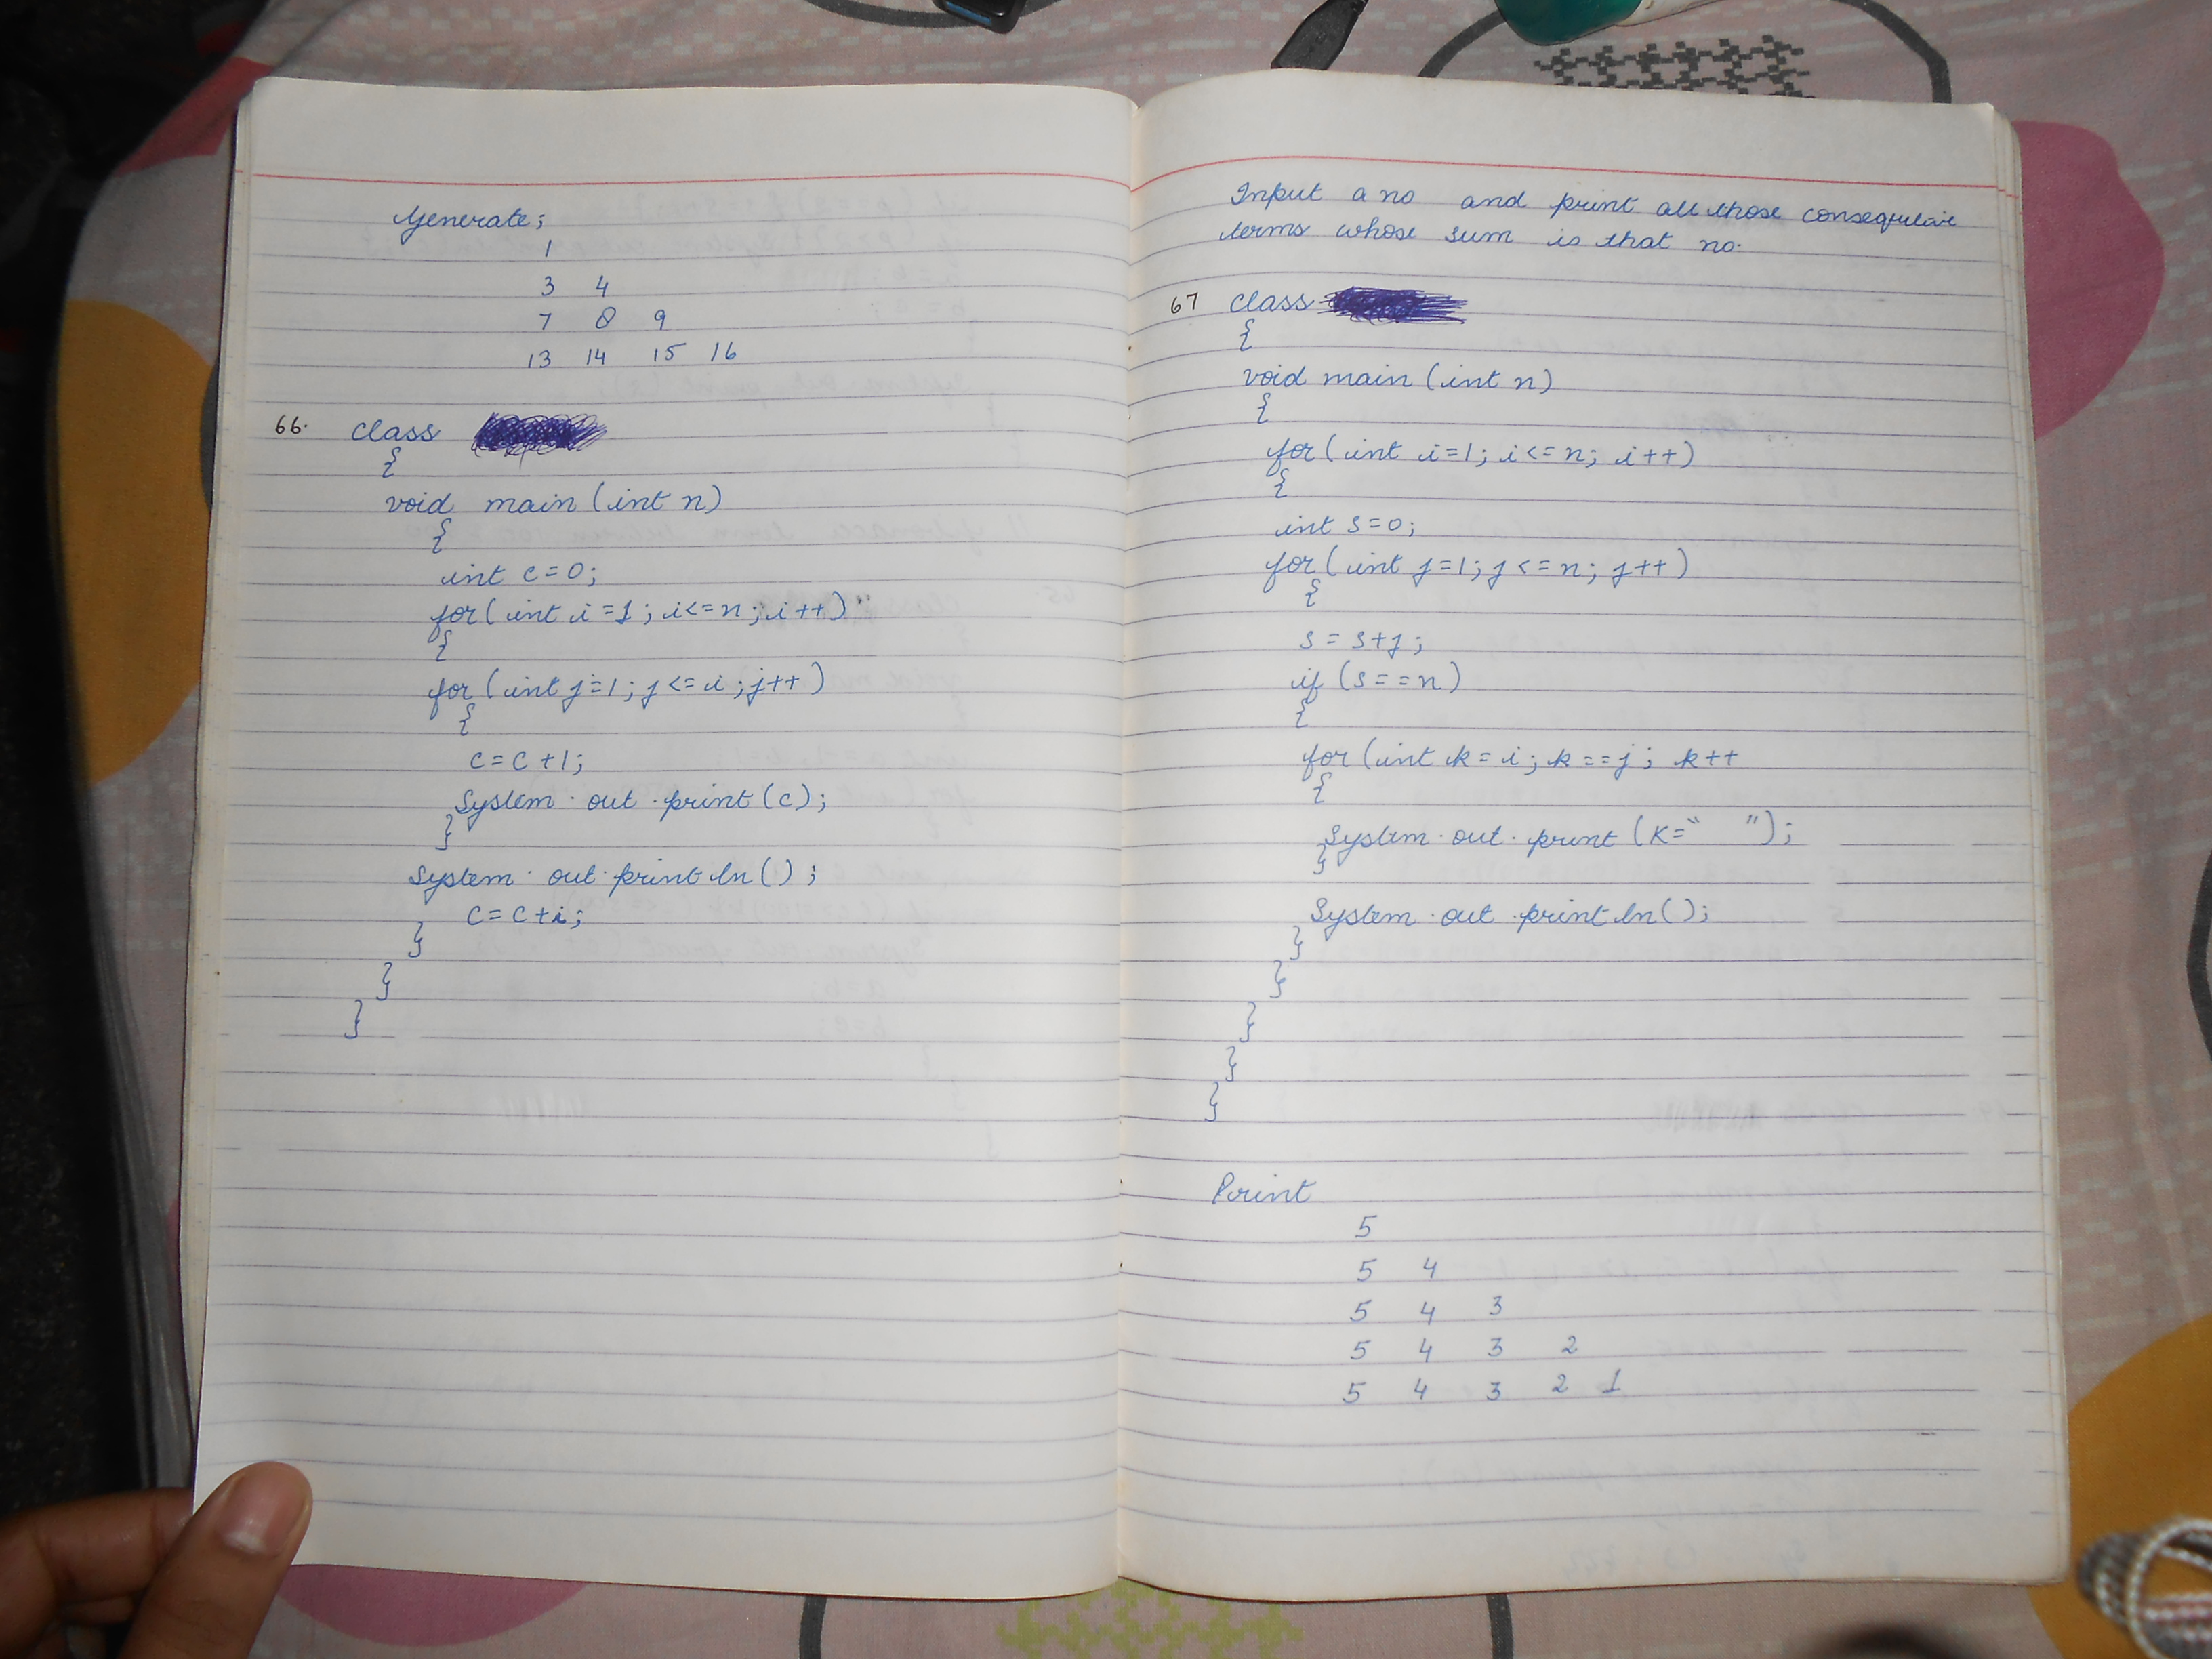 Generate;
1
3 4
7 8 9
13 14 15 16
66. class
{
void main (int n)
{
int c=0;
for(int i=1; i<=n; i++)
{
for (int j=1; j<=i; j++)
{
c=c+1;
System.out.print(c);
}
System.out.println();
c=c+i;
}
}
}
Input a no and print all those consequtive
terms whose sum is that no.
67 class
{
void main (int n)
{
for(int i=1; i<=n; i++)
{
int s=0;
for(int j=1; j<=n; j++)
{
s=s+j;
if (s==n)
{
for(int k=i; k==j; k++
{
System.out.print(K=" ");
}
System.out.println();
}
}
}
}
}
Print
5
5 4
5 4 3
5 4 3 2
5 4 3 2 1